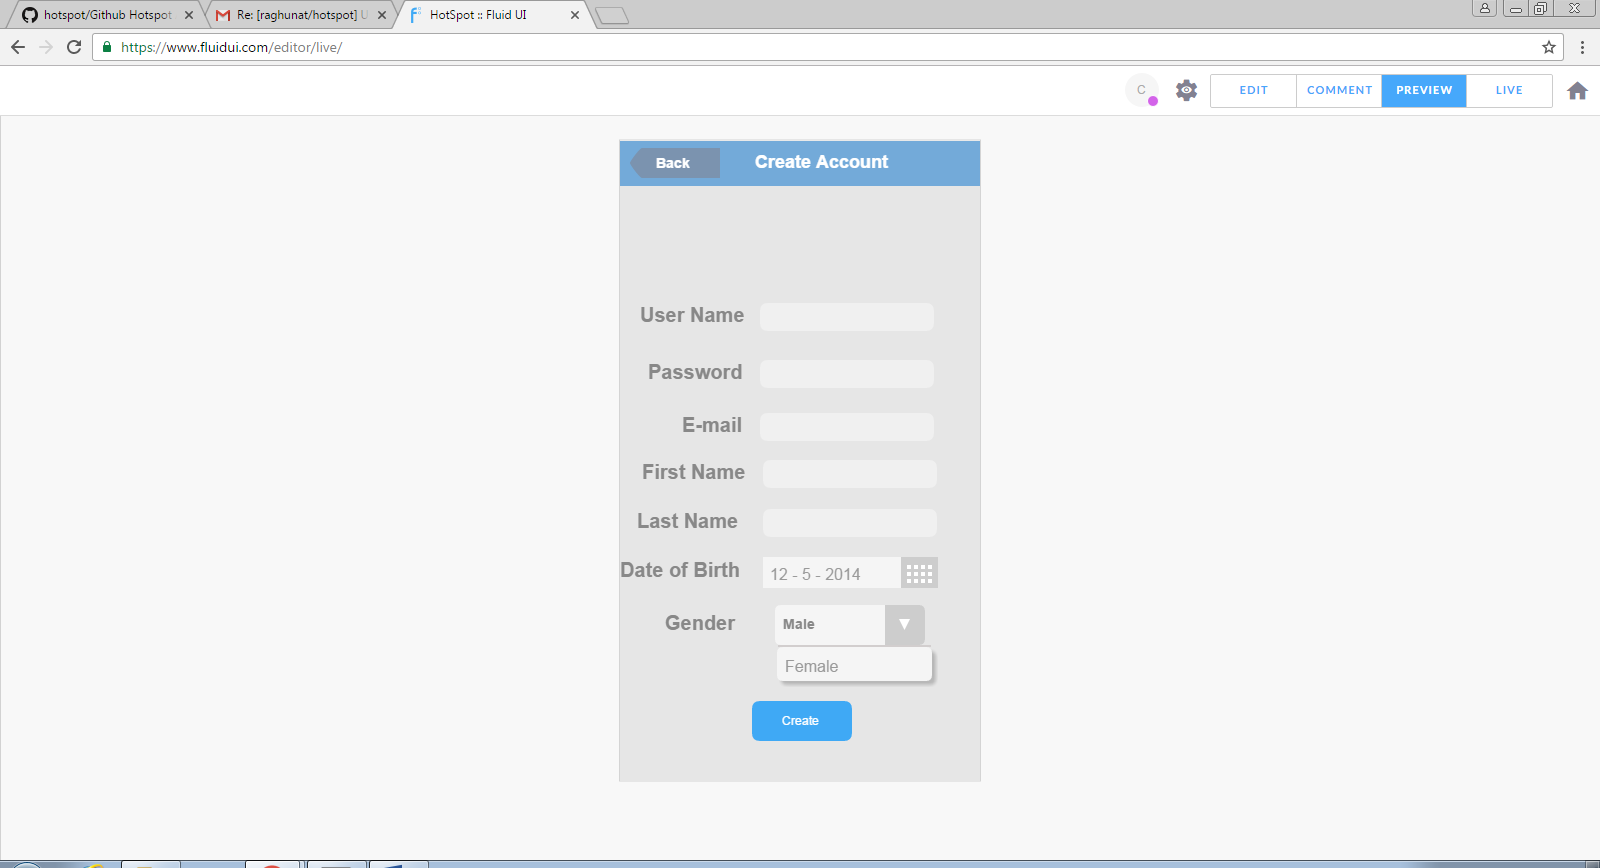 hotspot/Github Hotspot
Re: [raghunat/hotspot] U
HotSpot :: Fluid UI
https://www.fluidui.com/editor/live/
C
EDIT
COMMENT
PREVIEW
LIVE
Back
Create Account
User Name
Password
E-mail
First Name
Last Name
Date of Birth
12 - 5 - 2014
Gender
Male
Female
Create